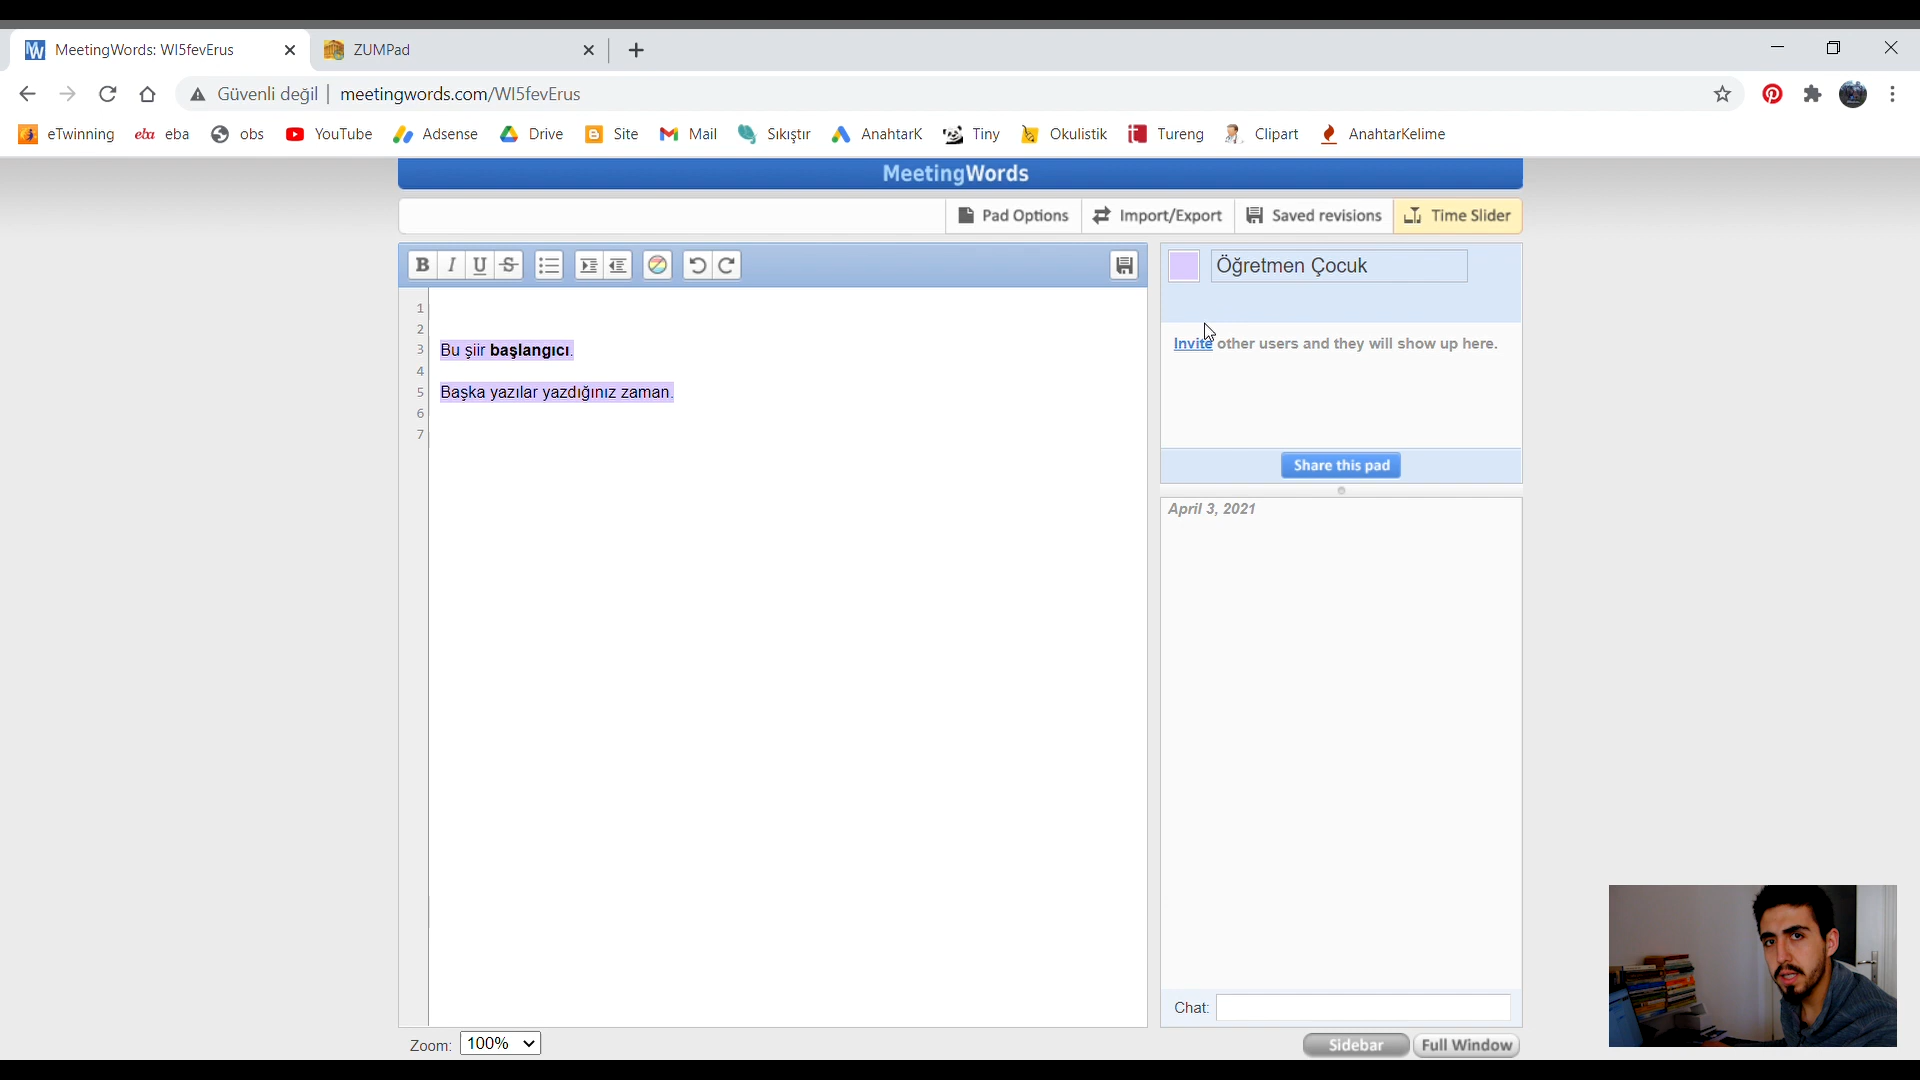 MeetingWords: WI5fevErus
ZUMPad
Güvenli değil
meetingwords.com/WI5fevErus
eTwinning eba obs YouTube Adsense Drive Site Mail Sıkıştır AnahtarK Tiny Okulistik Tureng Clipart AnahtarKelime
MeetingWords
Pad Options Import/Export Saved revisions Time Slider
B I U S
Öğretmen Çocuk
1
2
3 Bu şiir başlangıcı.
4
5 Başka yazılar yazdığınız zaman.
6
7
Invite other users and they will show up here.
Share this pad
April 3, 2021
Chat:
Zoom: 100%
Sidebar Full Window